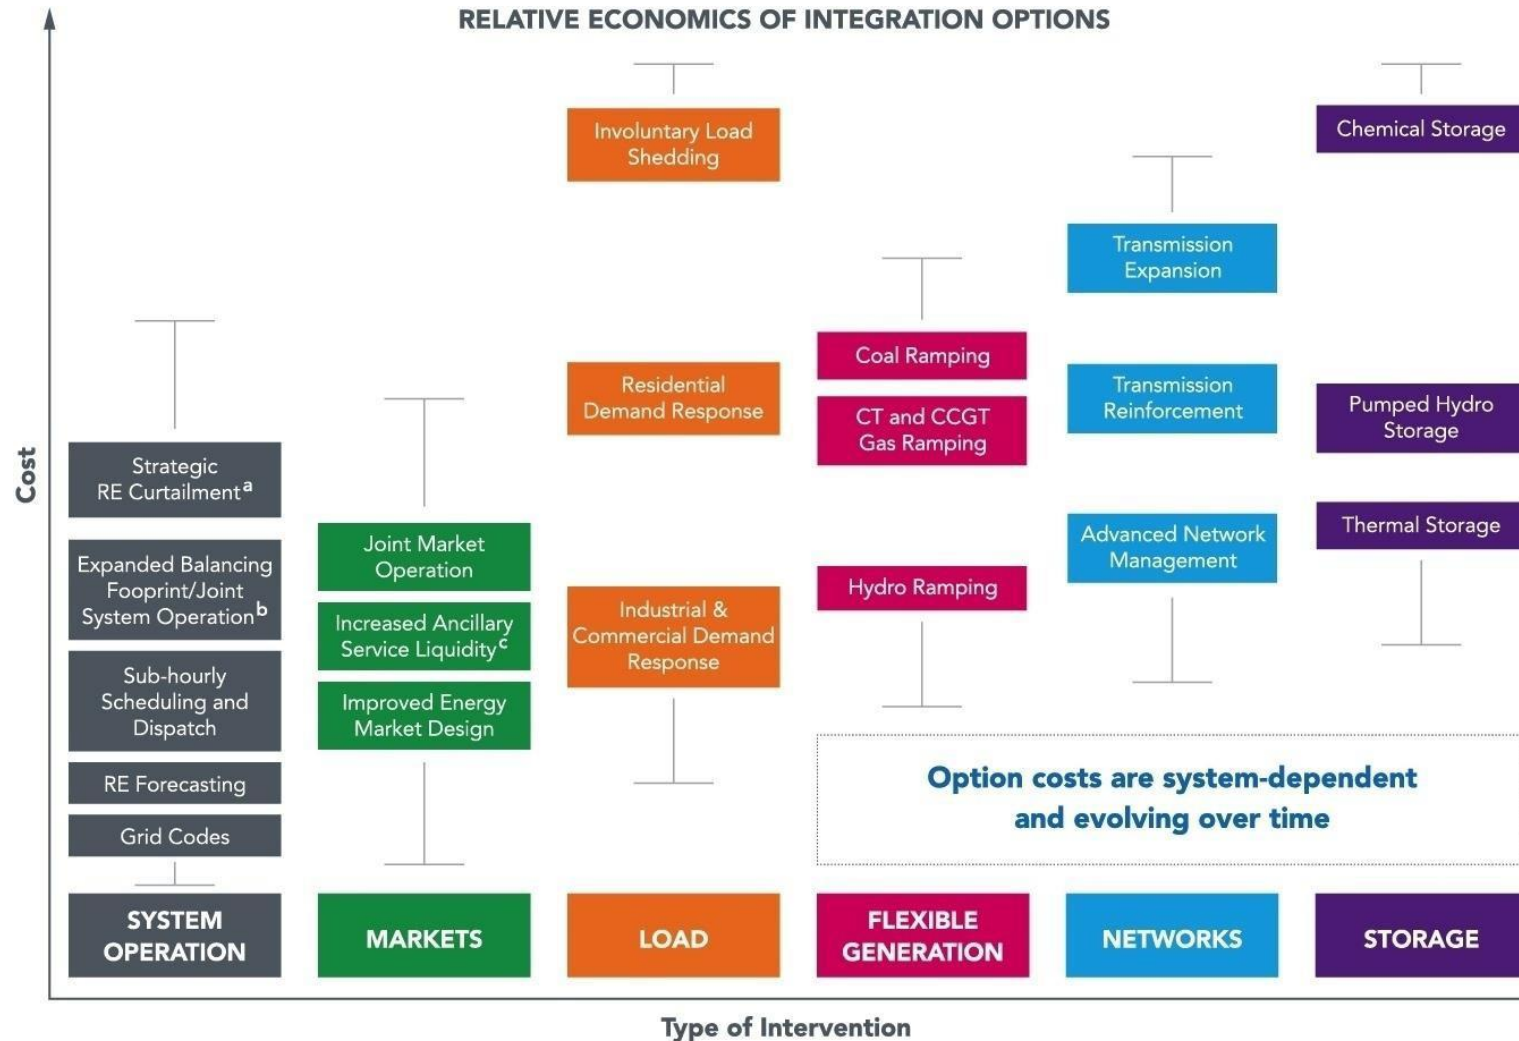 RELATIVE ECONOMICS OF INTEGRATION OPTIONS
Cost
Strategic
RE Curtailmentᵃ
Expanded Balancing
Fooprint/Joint
System Operationᵇ
Sub-hourly
Scheduling and
Dispatch
RE Forecasting
Grid Codes
SYSTEM
OPERATION
Joint Market
Operation
Increased Ancillary
Service Liquidityᶜ
Improved Energy
Market Design
MARKETS
Involuntary Load
Shedding
Residential
Demand Response
Industrial &
Commercial Demand
Response
LOAD
Coal Ramping
CT and CCGT
Gas Ramping
Hydro Ramping
FLEXIBLE
GENERATION
Transmission
Expansion
Transmission
Reinforcement
Advanced Network
Management
NETWORKS
Chemical Storage
Pumped Hydro
Storage
Thermal Storage
STORAGE
Option costs are system-dependent
and evolving over time
Type of Intervention